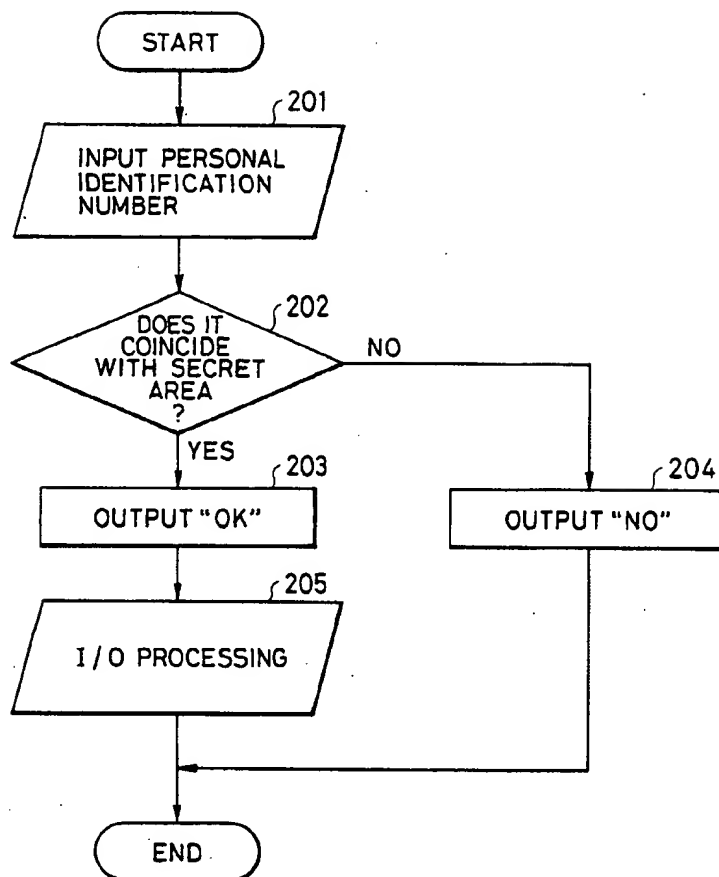 START
201
INPUT PERSONAL
IDENTIFICATION
NUMBER
202
DOES IT
COINCIDE
WITH SECRET
AREA
?
NO
YES
203
OUTPUT "OK"
204
OUTPUT "NO"
205
I/O PROCESSING
END